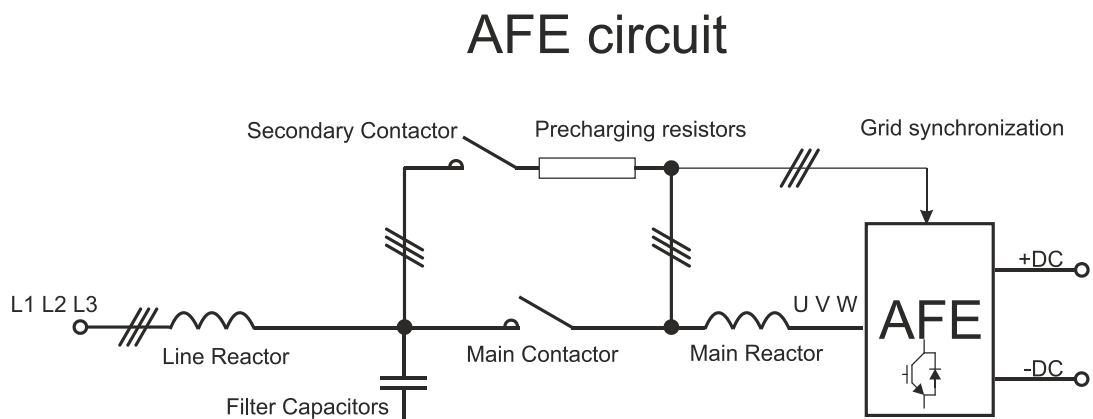 AFE circuit
Secondary Contactor
Precharging resistors
Grid synchronization
+DC
L1 L2 L3
U V W
AFE
Line Reactor
Main Contactor
Main Reactor
-DC
Filter Capacitors